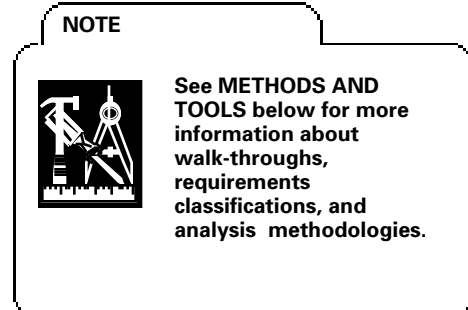 NOTE
See METHODS AND
TOOLS below for more
information about
walk-throughs,
requirements
classifications, and
analysis methodologies.